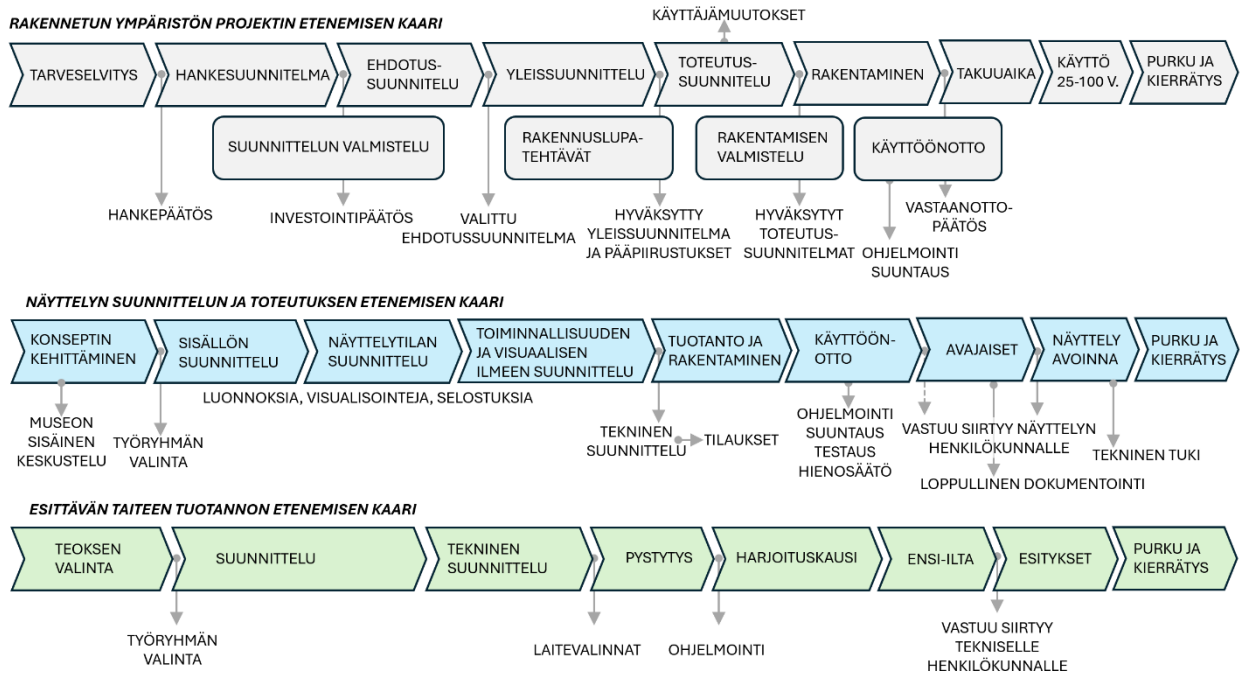 RAKENNETUN YMPÄRISTÖN PROJEKTIN ETENEMISEN KAARI
KÄYTTÄJÄMUUTOKSET
TARVESELVITYS
HANKESUUNNITELMA
EHDOTUS-
SUUNNITELU
YLEISSUUNNITTELU
TOTEUTUS-
SUUNNITELU
RAKENTAMINEN
TAKUUAIKA
KÄYTTÖ
25-100 V.
PURKU JA
KIERRÄTYS
SUUNNITTELUN VALMISTELU
RAKENNUSLUPA-
TEHTÄVÄT
RAKENTAMISEN
VALMISTELU
KÄYTTÖÖNOTTO
HANKEPÄÄTÖS
INVESTOINTIPÄÄTÖS
VALITTU
EHDOTUSSUUNNITELMA
HYVÄKSYTTY
YLEISSUUNNITELMA
JA PÄÄPIIRUSTUKSET
HYVÄKSYTYT
TOTEUTUS-
SUUNNITELMAT
OHJELMOINTI
SUUNTAUS
VASTAANOTTO-
PÄÄTÖS
NÄYTTELYN SUUNNITTELUN JA TOTEUTUKSEN ETENEMISEN KAARI
KONSEPTIN
KEHITTÄMINEN
SISÄLLÖN
SUUNNITTELU
NÄYTTELYTILAN
SUUNNITTELU
TOIMINNALLISUUDEN
JA VISUAALISEN
ILMEEN SUUNNITTELU
TUOTANTO JA
RAKENTAMINEN
KÄYTTÖÖN-
OTTO
AVAJAISET
NÄYTTELY
AVOINNA
PURKU JA
KIERRÄTYS
LUONNOKSIA, VISUALISOINTEJA, SELOSTUKSIA
MUSEON
SISÄINEN
KESKUSTELU
TYÖRYHMÄN
VALINTA
TEKNINEN
SUUNNITTELU
TILAUKSET
OHJELMOINTI
SUUNTAUS
TESTAUS
HIENOSÄÄTÖ
VASTUU SIIRTYY NÄYTTELYN
HENKILÖKUNNALLE
LOPPULLINEN DOKUMENTOINTI
TEKNINEN TUKI
ESITTÄVÄN TAITEEN TUOTANNON ETENEMISEN KAARI
TEOKSEN
VALINTA
SUUNNITTELU
TEKNINEN
SUUNNITTELU
PYSTYTYS
HARJOITUSKAUSI
ENSI-ILTA
ESITYKSET
PURKU JA
KIERRÄTYS
TYÖRYHMÄN
VALINTA
LAITEVALINNAT
OHJELMOINTI
VASTUU SIIRTYY
TEKNISELLE
HENKILÖKUNNALLE